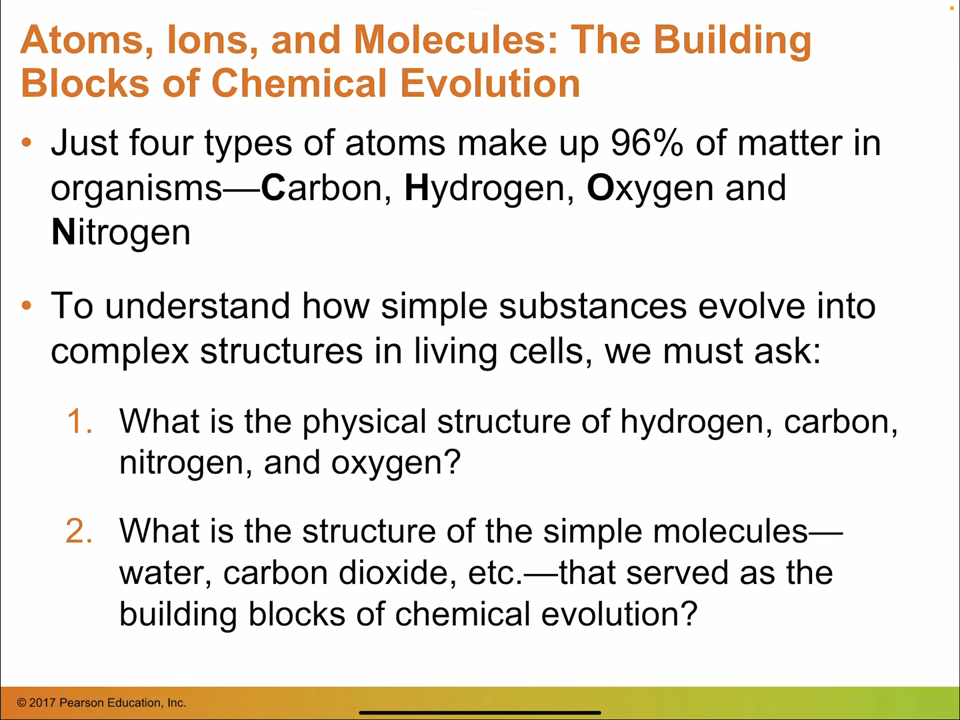 Atoms, Ions, and Molecules: The Building
Blocks of Chemical Evolution
• Just four types of atoms make up 96% of matter in
organisms—Carbon, Hydrogen, Oxygen and
Nitrogen
• To understand how simple substances evolve into
complex structures in living cells, we must ask:
1. What is the physical structure of hydrogen, carbon,
nitrogen, and oxygen?
2. What is the structure of the simple molecules—
water, carbon dioxide, etc.—that served as the
building blocks of chemical evolution?
© 2017 Pearson Education, Inc.